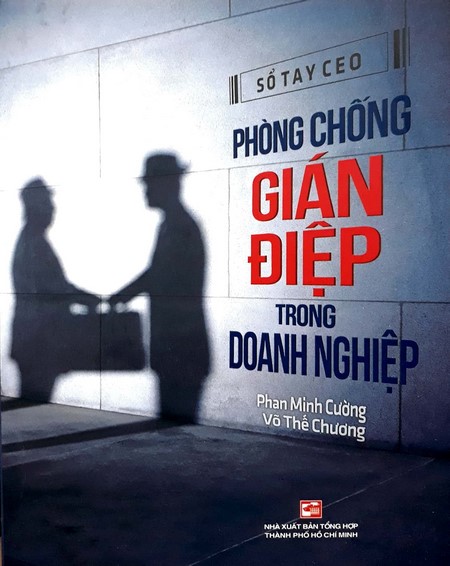 SỔ TAY CEO
PHÒNG CHỐNG
GIÁN
ĐIỆP
TRONG
DOANH NGHIỆP
Phan Minh Cường
Võ Thế Chương
NHÀ XUẤT BẢN TỔNG HỢP
THÀNH PHỐ HỒ CHÍ MINH